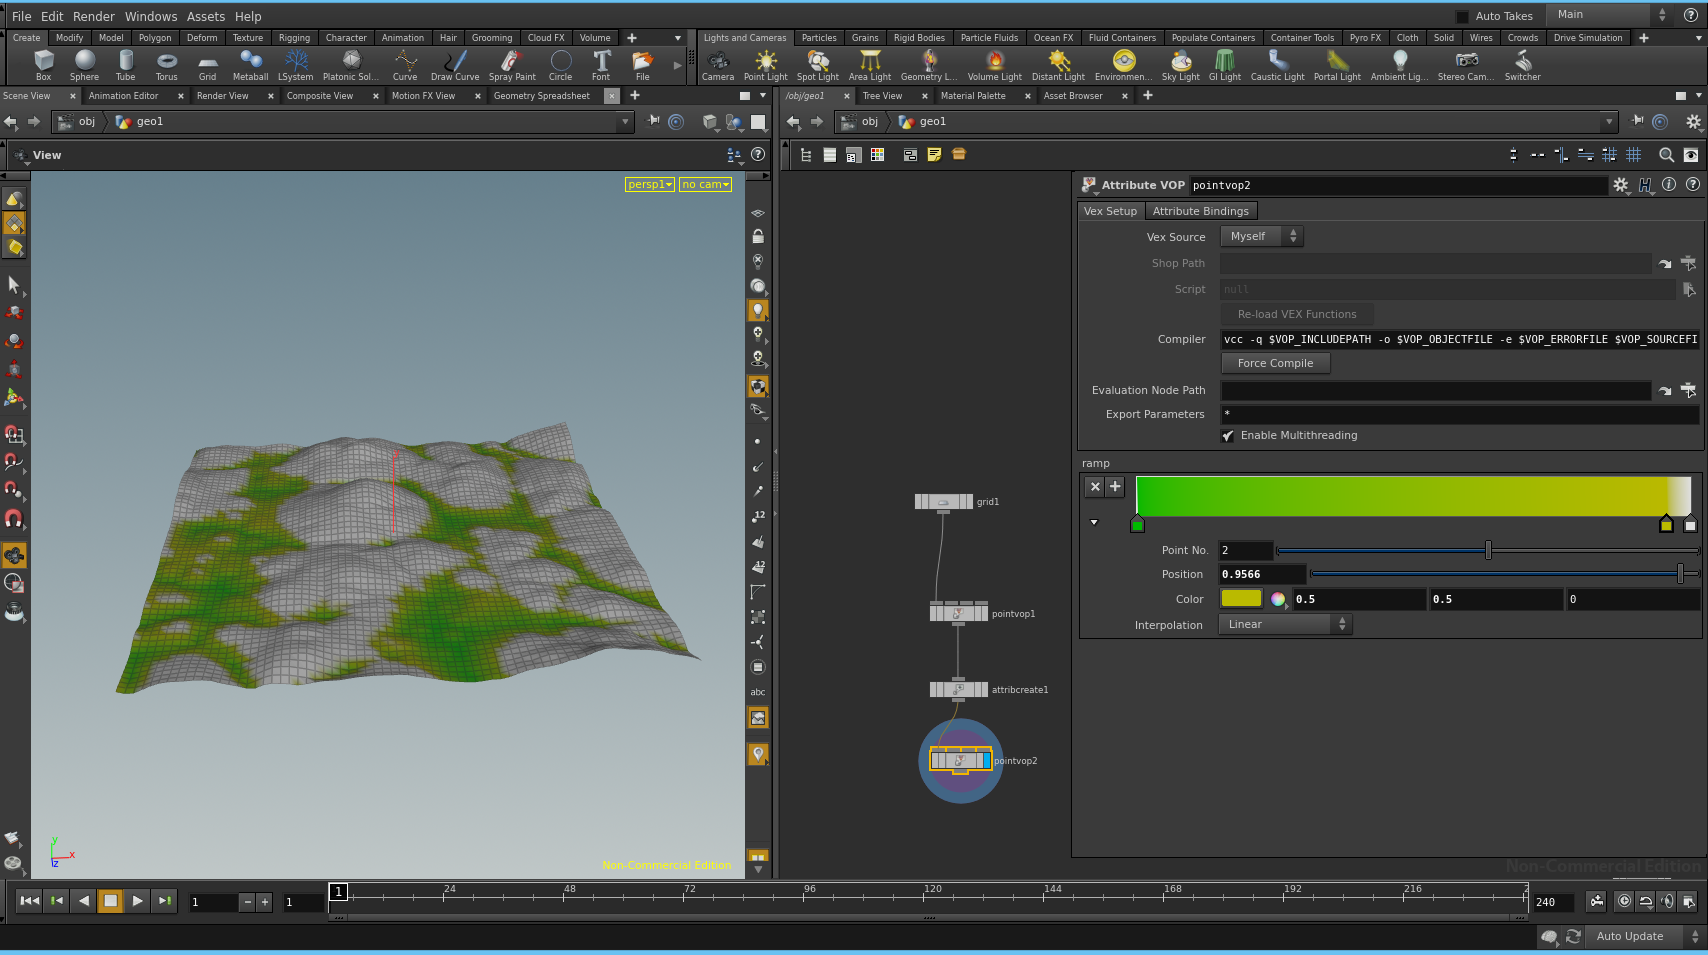 File Edit Render Windows Assets Help
Auto Takes Main
Create Modify Model Polygon Deform Texture Rigging Character Animation Hair Grooming Cloud FX Volume
Lights and Cameras Particles Grains Rigid Bodies Particle Fluids Ocean FX Fluid Containers Populate Containers Container Tools Pyro FX Cloth Solid Wires Crowds Drive Simulation
Box Sphere Tube Torus Grid Metaball LSystem Platonic Sol... Curve Draw Curve Spray Paint Circle Font File
Camera Point Light Spot Light Area Light Geometry L... Volume Light Distant Light Environmen... Sky Light GI Light Caustic Light Portal Light Ambient Lig... Stereo Cam... Switcher
Scene View Animation Editor Render View Composite View Motion FX View Geometry Spreadsheet
/obj/geo1 Tree View Material Palette Asset Browser
obj geo1
obj geo1
View
persp1 no cam
12
12
abc
y
x
z
Non-Commercial Edition
grid1
pointvop1
attribcreate1
pointvop2
Attribute VOP pointvop2
Vex Setup Attribute Bindings
Vex Source Myself
Shop Path
Script null
Re-load VEX Functions
Compiler vcc -q $VOP_INCLUDEPATH -o $VOP_OBJECTFILE -e $VOP_ERRORFILE $VOP_SOURCEFI
Force Compile
Evaluation Node Path
Export Parameters *
Enable Multithreading
ramp
Point No. 2
Position 0.9566
Color 0.5 0.5 0
Interpolation Linear
Non-Commercial Edition
1 1 1 24 48 72 96 120 144 168 192 216 2 240
Auto Update